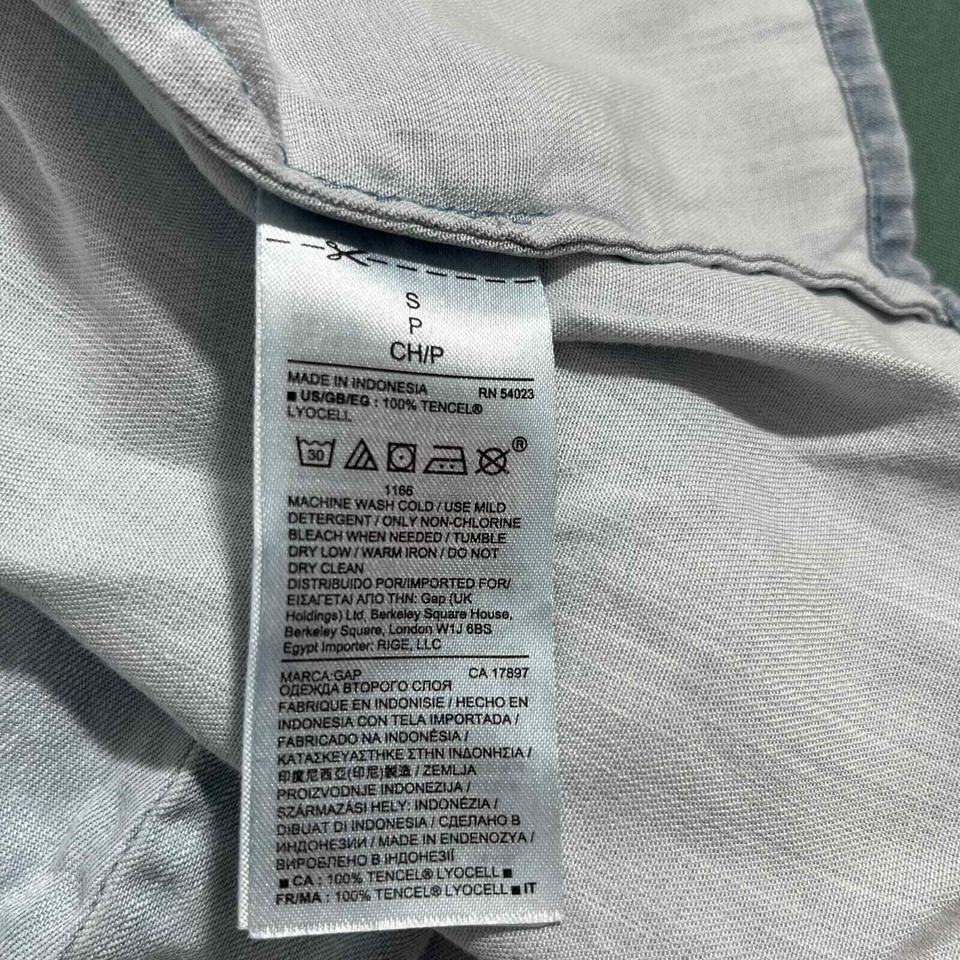 S
P
CH/P
MADE IN INDONESIA RN 54023
■ US/GB/EG : 100% TENCEL®
LYOCELL
30 ®
1166
MACHINE WASH COLD / USE MILD
DETERGENT / ONLY NON-CHLORINE
BLEACH WHEN NEEDED / TUMBLE
DRY LOW / WARM IRON / DO NOT
DRY CLEAN
DISTRIBUIDO POR/IMPORTED FOR/
ΕΙΣΑΓΕΤΑΙ ΑΠΟ ΤΗΝ: Gap (UK
Holdings) Ltd, Berkeley Square House,
Berkeley Square, London W1J 6BS
Egypt Importer: RIGE, LLC
MARCA:GAP CA 17897
ОДЕЖДА ВТОРОГО СЛОЯ
FABRIQUE EN INDONISIE / HECHO EN
INDONESIA CON TELA IMPORTADA /
FABRICADO NA INDONÉSIA /
ΚΑΤΑΣΚΕΥΑΣΤΗΚΕ ΣΤΗΝ ΙΝΔΟΝΗΣΙΑ /
印度尼西亞(印尼)製造 / ZEMLJA
PROIZVODNJE INDONEZIJA /
SZÁRMAZÁSI HELY: INDONÉZIA /
DIBUAT DI INDONESIA / СДЕЛАНО В
ИНДОНЕЗИИ / MADE IN ENDENOZYA /
ВИРОБЛЕНО В ІНДОНЕЗІЇ
■ CA : 100% TENCEL® LYOCELL ■
FR/MA : 100% TENCEL® LYOCELL ■ IT